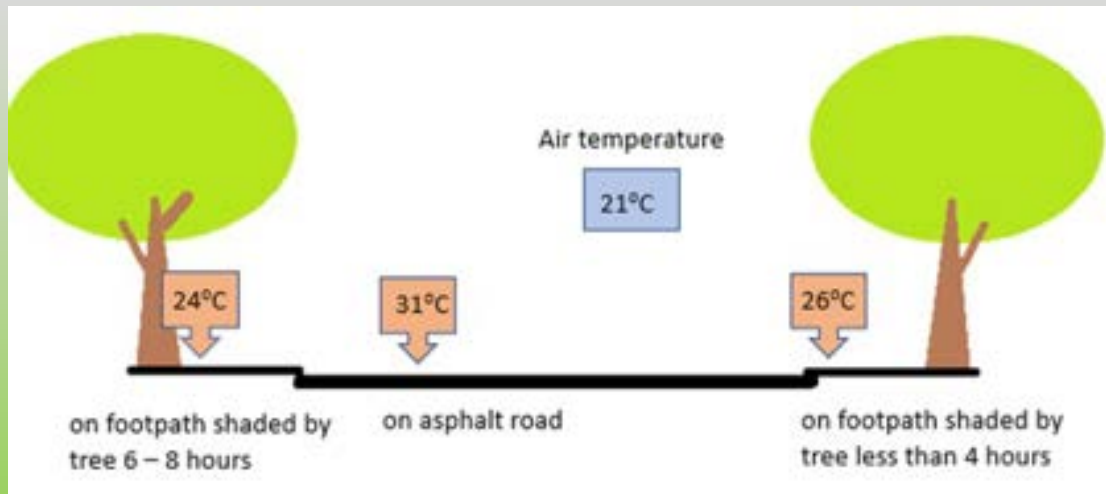 Air temperature
21°C
24°C
31°C
26°C
on footpath shaded by
tree 6 – 8 hours
on asphalt road
on footpath shaded by
tree less than 4 hours